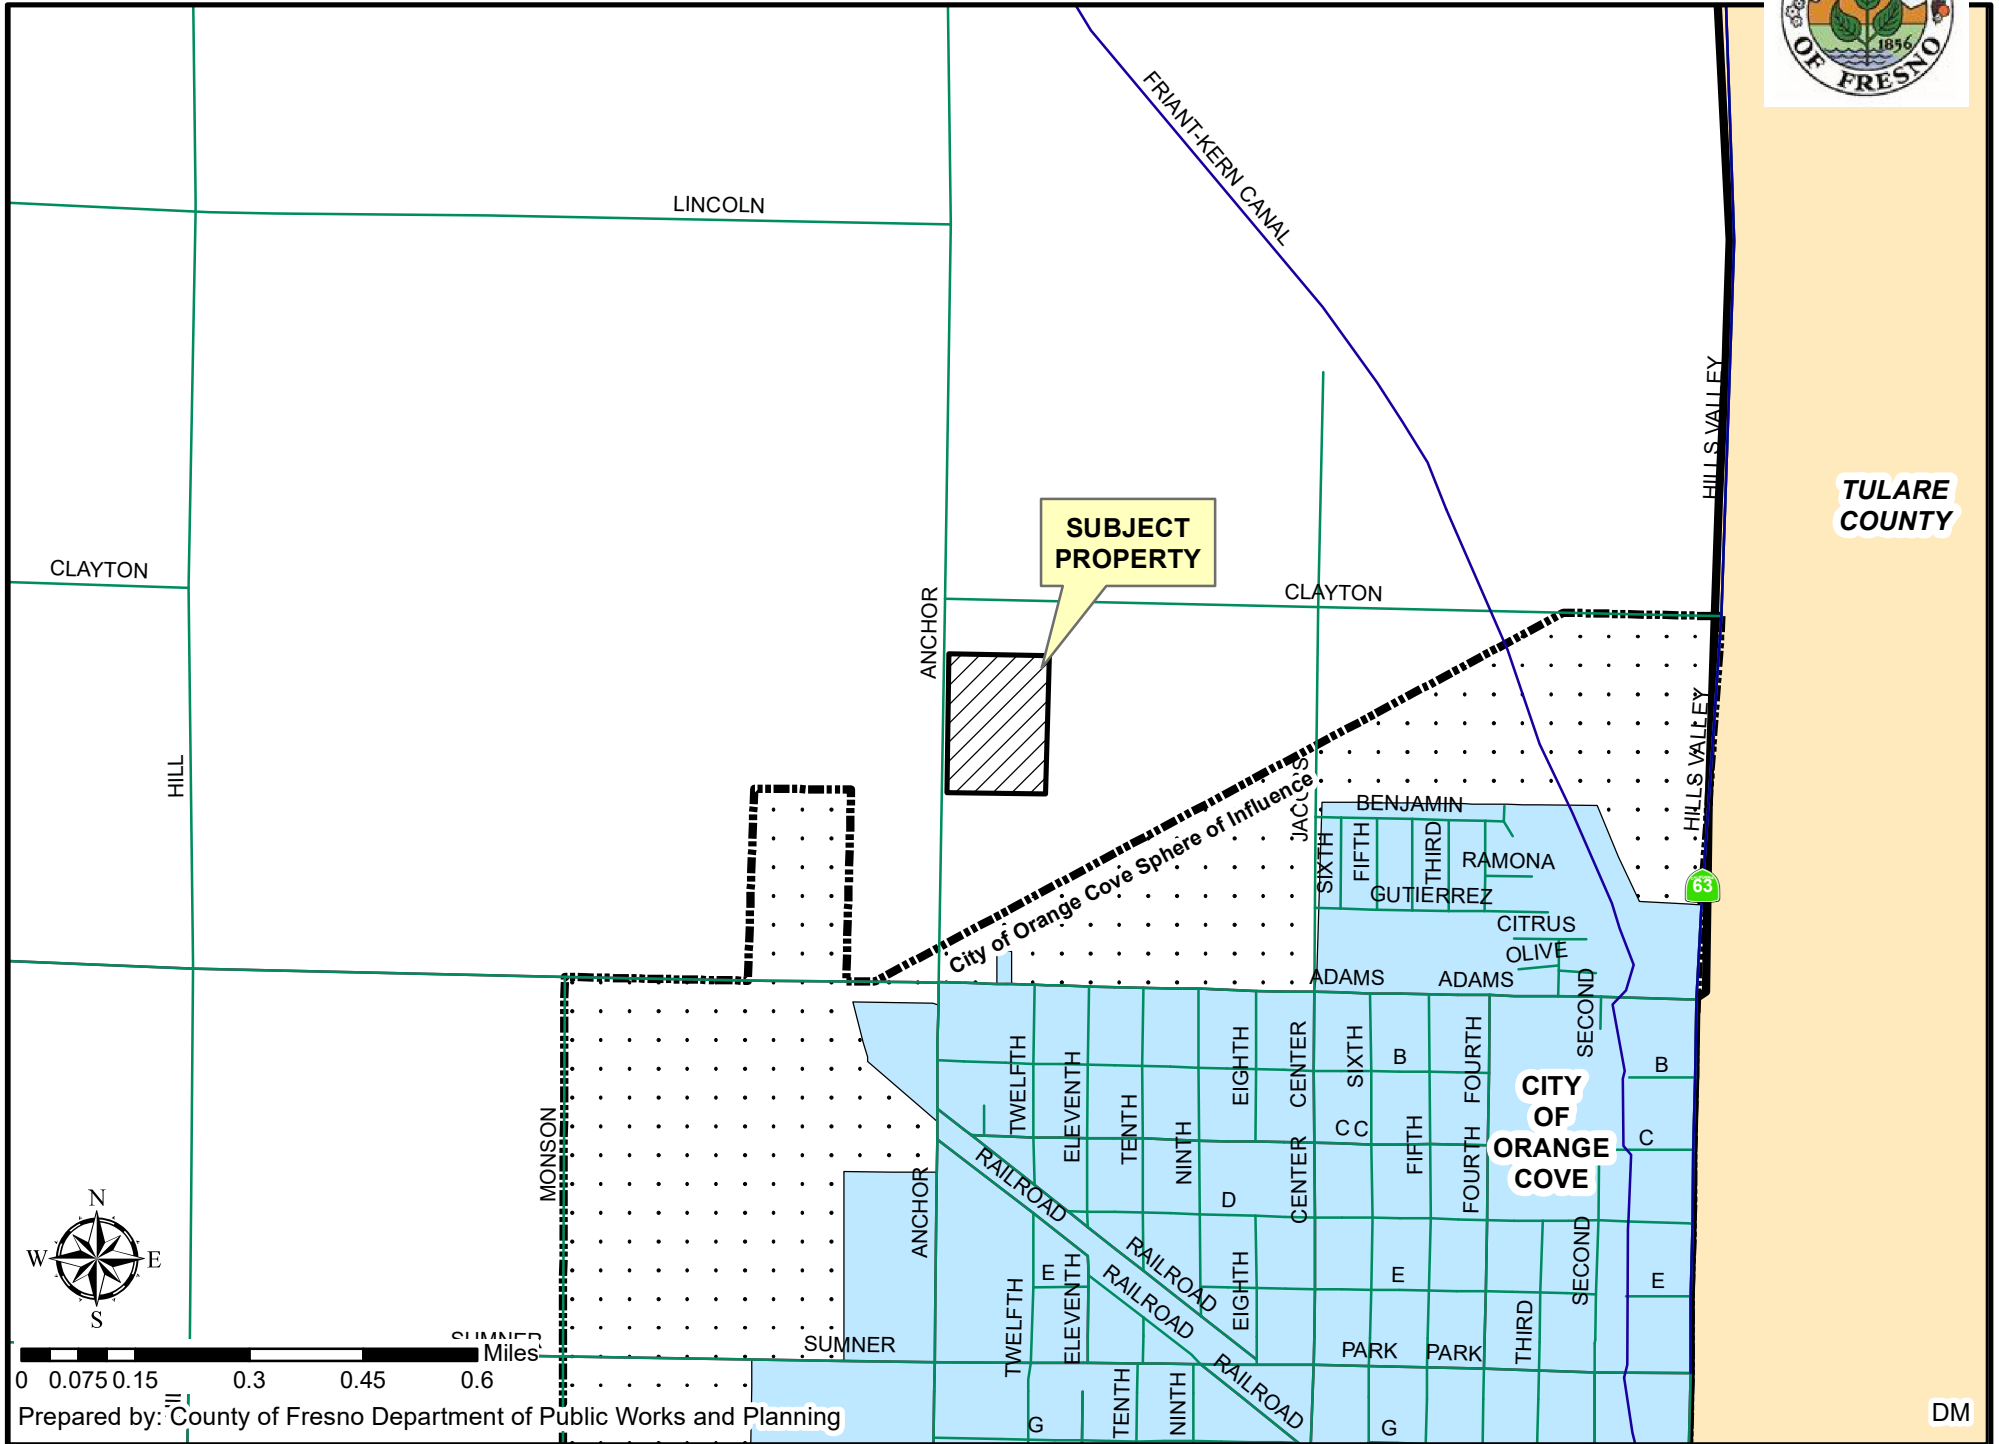 1856
OF FRESNO
FRIANT-KERN CANAL
LINCOLN
HILLS VALLEY
TULARE
COUNTY
SUBJECT
PROPERTY
CLAYTON
CLAYTON
ANCHOR
HILL
HILLS VALLEY
City of Orange Cove Sphere of Influence
BENJAMIN
SIXTH
FIFTH
THIRD
RAMONA
63
GUTIERREZ
CITRUS
OLIVE
ADAMS
ADAMS
SECOND
TWELFTH
ELEVENTH
TENTH
NINTH
EIGHTH
CENTER
SIXTH
B
FOURTH
B
CITY
OF
ORANGE
COVE
MONSON
C C
FIFTH
C
CENTER
FOURTH
ANCHOR
RAILROAD
D
N
W
E
S
RAILROAD
RAILROAD
E
ELEVENTH
TWELFTH
EIGHTH
E
SECOND
E
THIRD
SUMNER
SUMNER
PARK
PARK
RAILROAD
Miles
0 0.075 0.15 0.3 0.45 0.6
TENTH
NINTH
G
G
Prepared by: County of Fresno Department of Public Works and Planning
DM